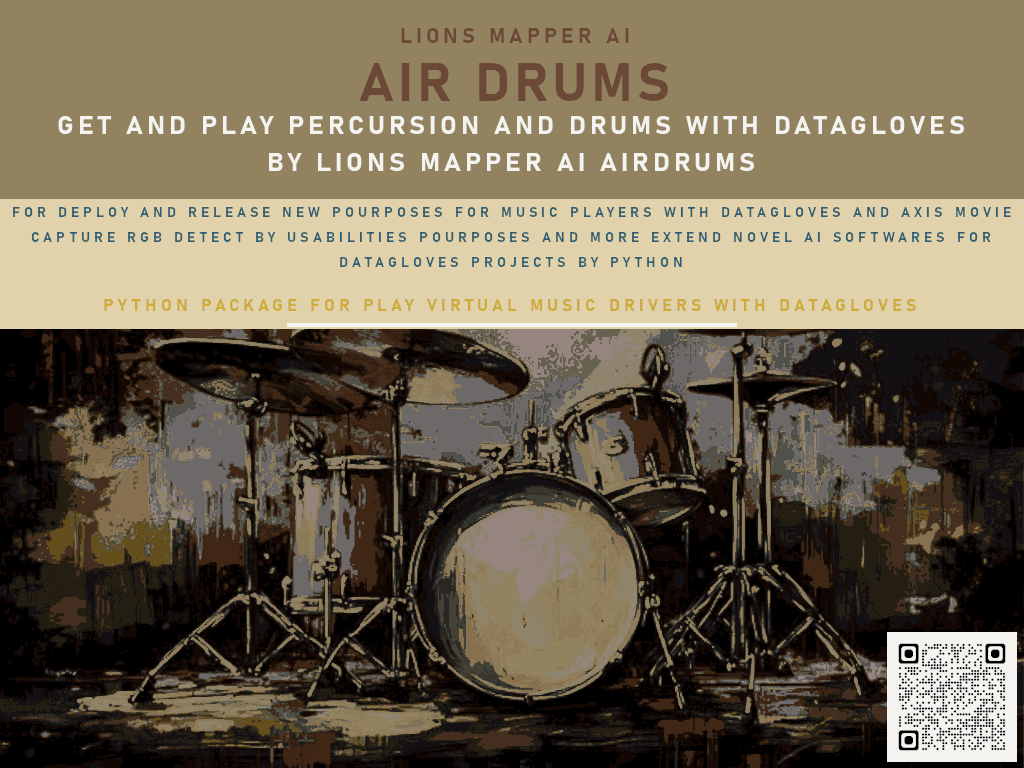 LIONS MAPPER AI
AIR DRUMS
GET AND PLAY PERCURSION AND DRUMS WITH DATAGLOVES
BY LIONS MAPPER AI AIRDRUMS
FOR DEPLOY AND RELEASE NEW POURPOSES FOR MUSIC PLAYERS WITH DATAGLOVES AND AXIS MOVIE
CAPTURE RGB DETECT BY USABILITIES POURPOSES AND MORE EXTEND NOVEL AI SOFTWARES FOR
DATAGLOVES PROJECTS BY PYTHON
PYTHON PACKAGE FOR PLAY VIRTUAL MUSIC DRIVERS WITH DATAGLOVES